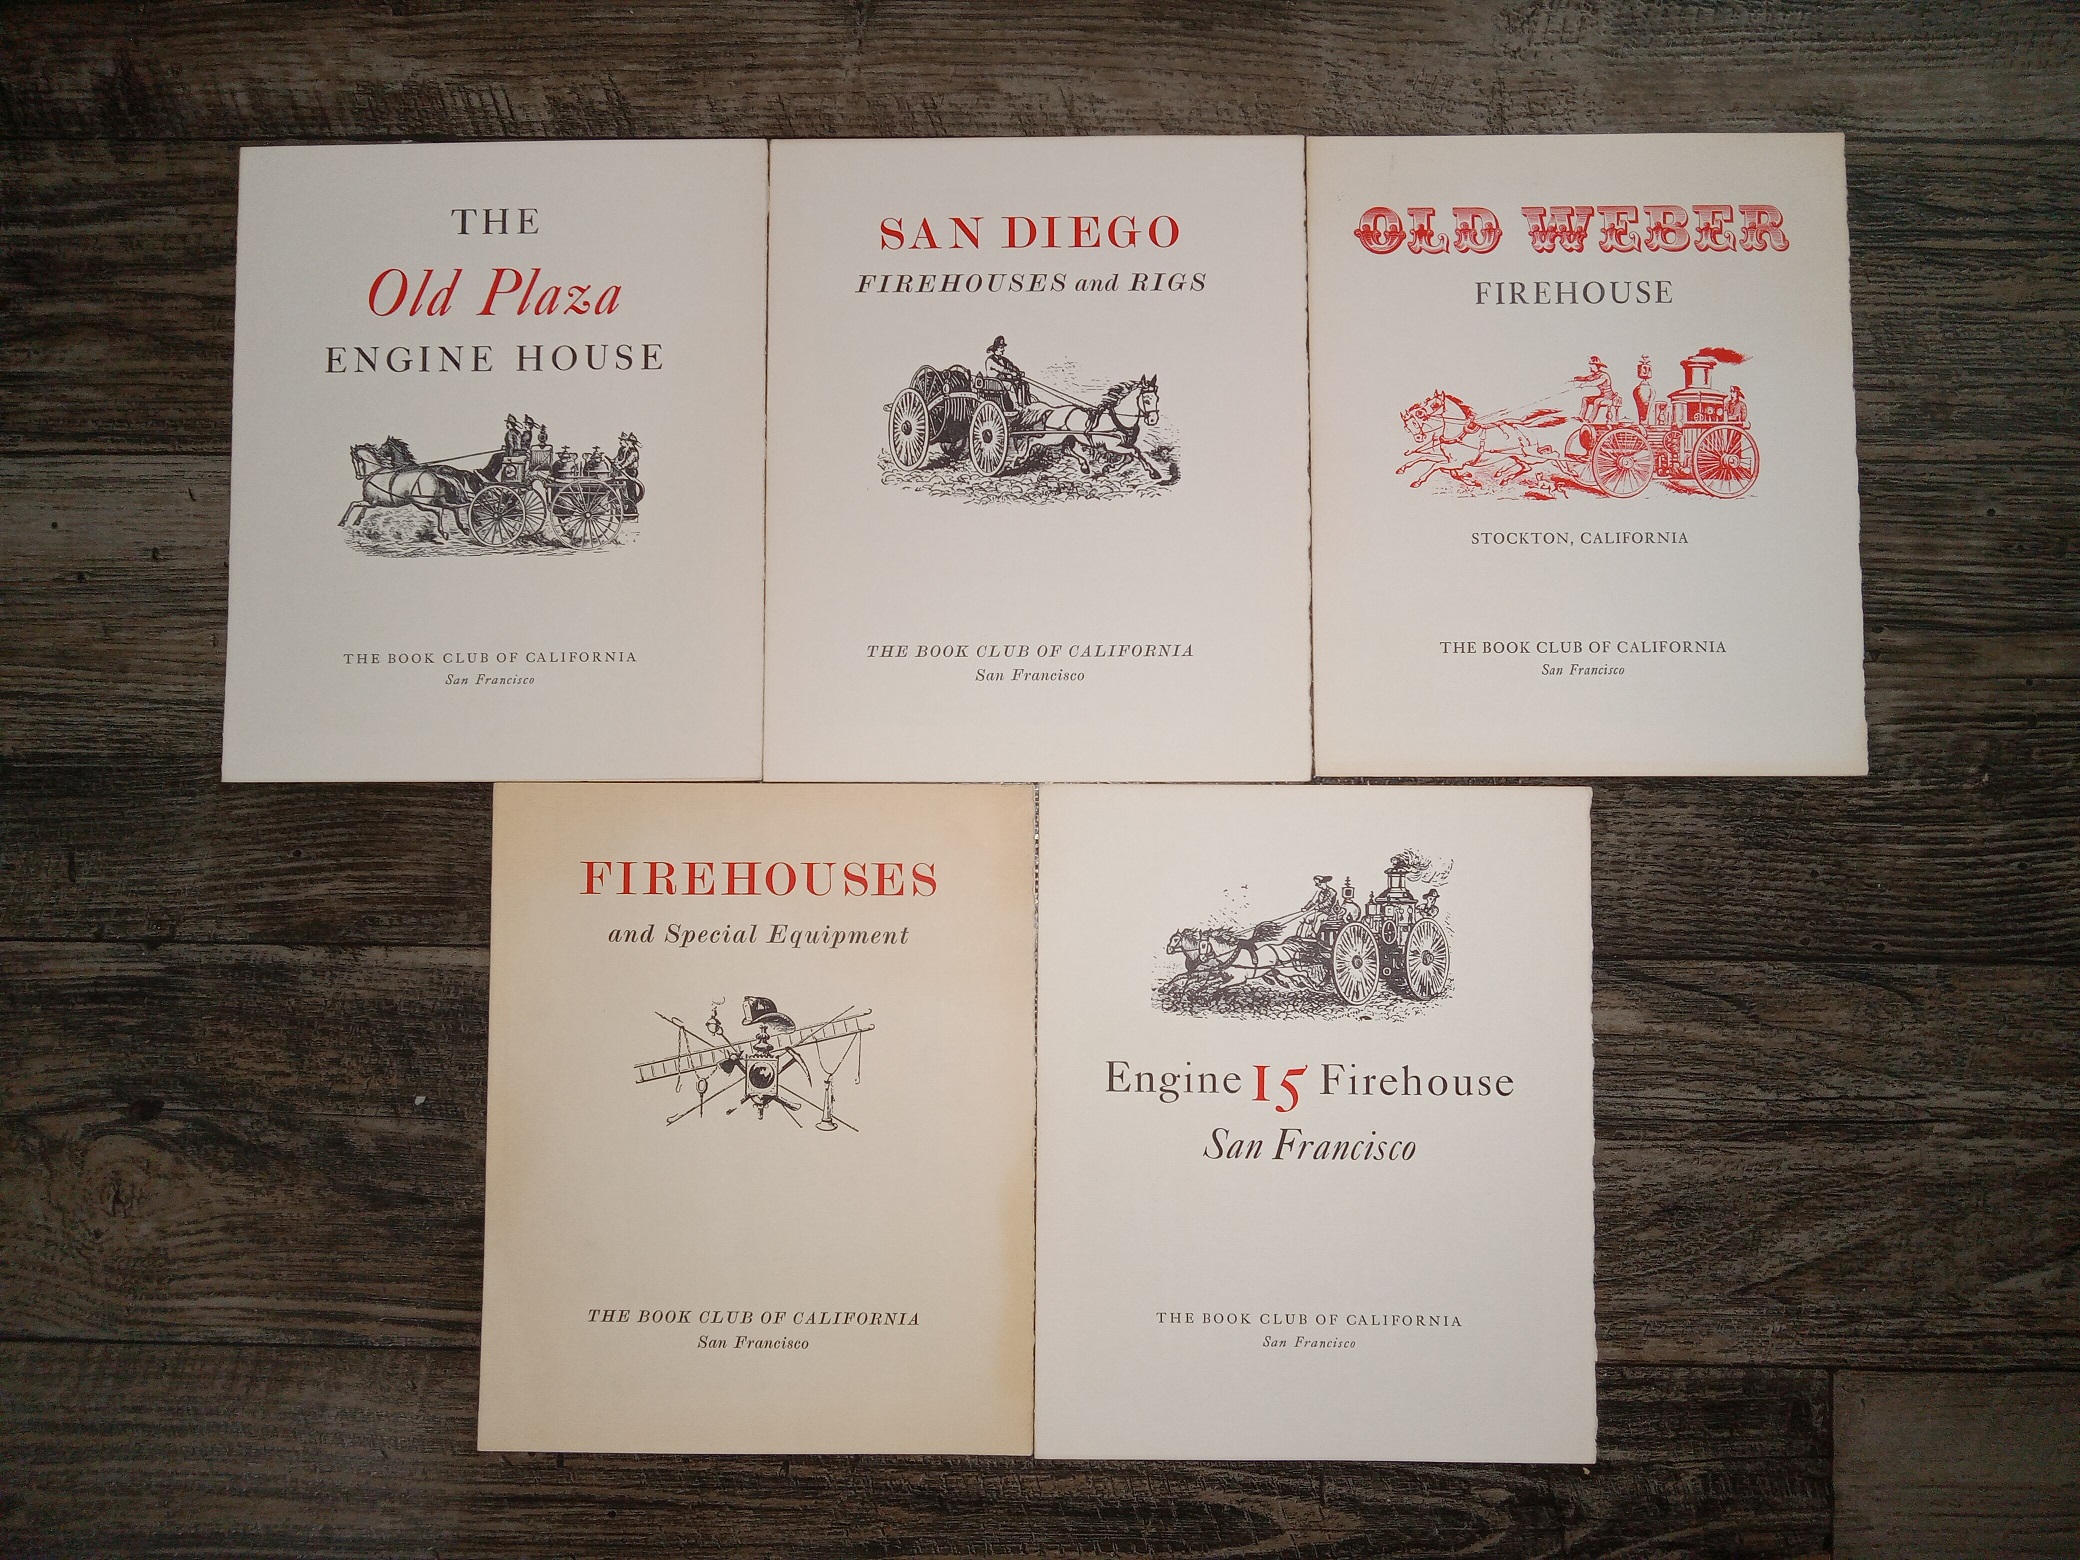 THE
Old Plaza
ENGINE HOUSE
THE BOOK CLUB OF CALIFORNIA
San Francisco
SAN DIEGO
FIREHOUSES and RIGS
THE BOOK CLUB OF CALIFORNIA
San Francisco
OLD WEBER
FIREHOUSE
STOCKTON, CALIFORNIA
THE BOOK CLUB OF CALIFORNIA
San Francisco
FIREHOUSES
and Special Equipment
THE BOOK CLUB OF CALIFORNIA
San Francisco
Engine 15 Firehouse
San Francisco
THE BOOK CLUB OF CALIFORNIA
San Francisco